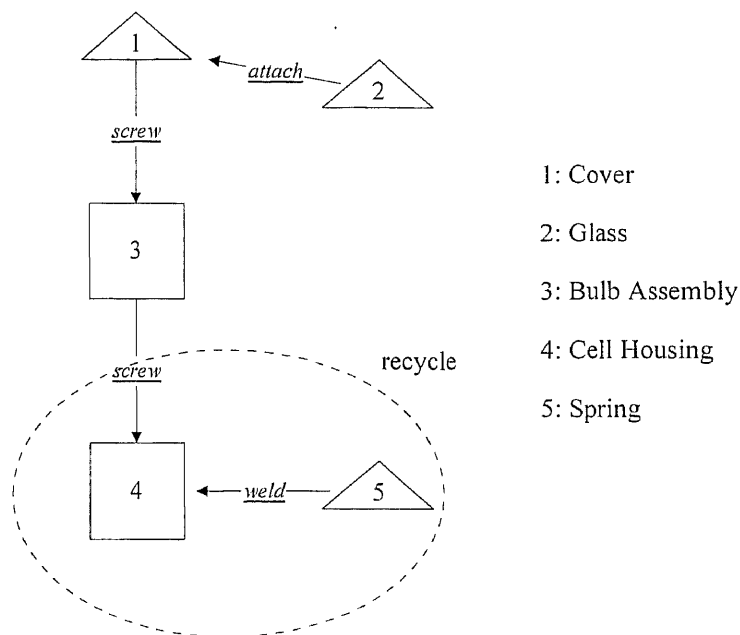 1
attach
2
screw
3
screw
recycle
4
weld
5
1: Cover
2: Glass
3: Bulb Assembly
4: Cell Housing
5: Spring